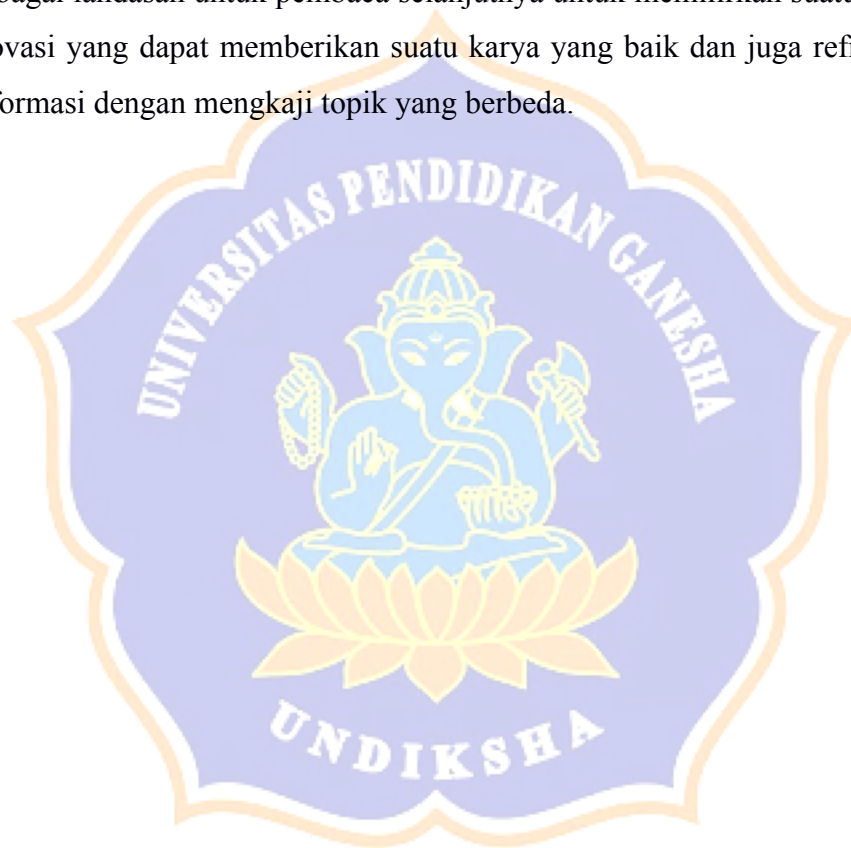 bagai landasan untuk pembaca selanjutnya untuk memikirkan suatu
ovasi yang dapat memberikan suatu karya yang baik dan juga
formasi dengan mengkaji topik yang berbeda.
UNIVERSITAS PENDIDIKAN GANESHA
UNDIKSHA